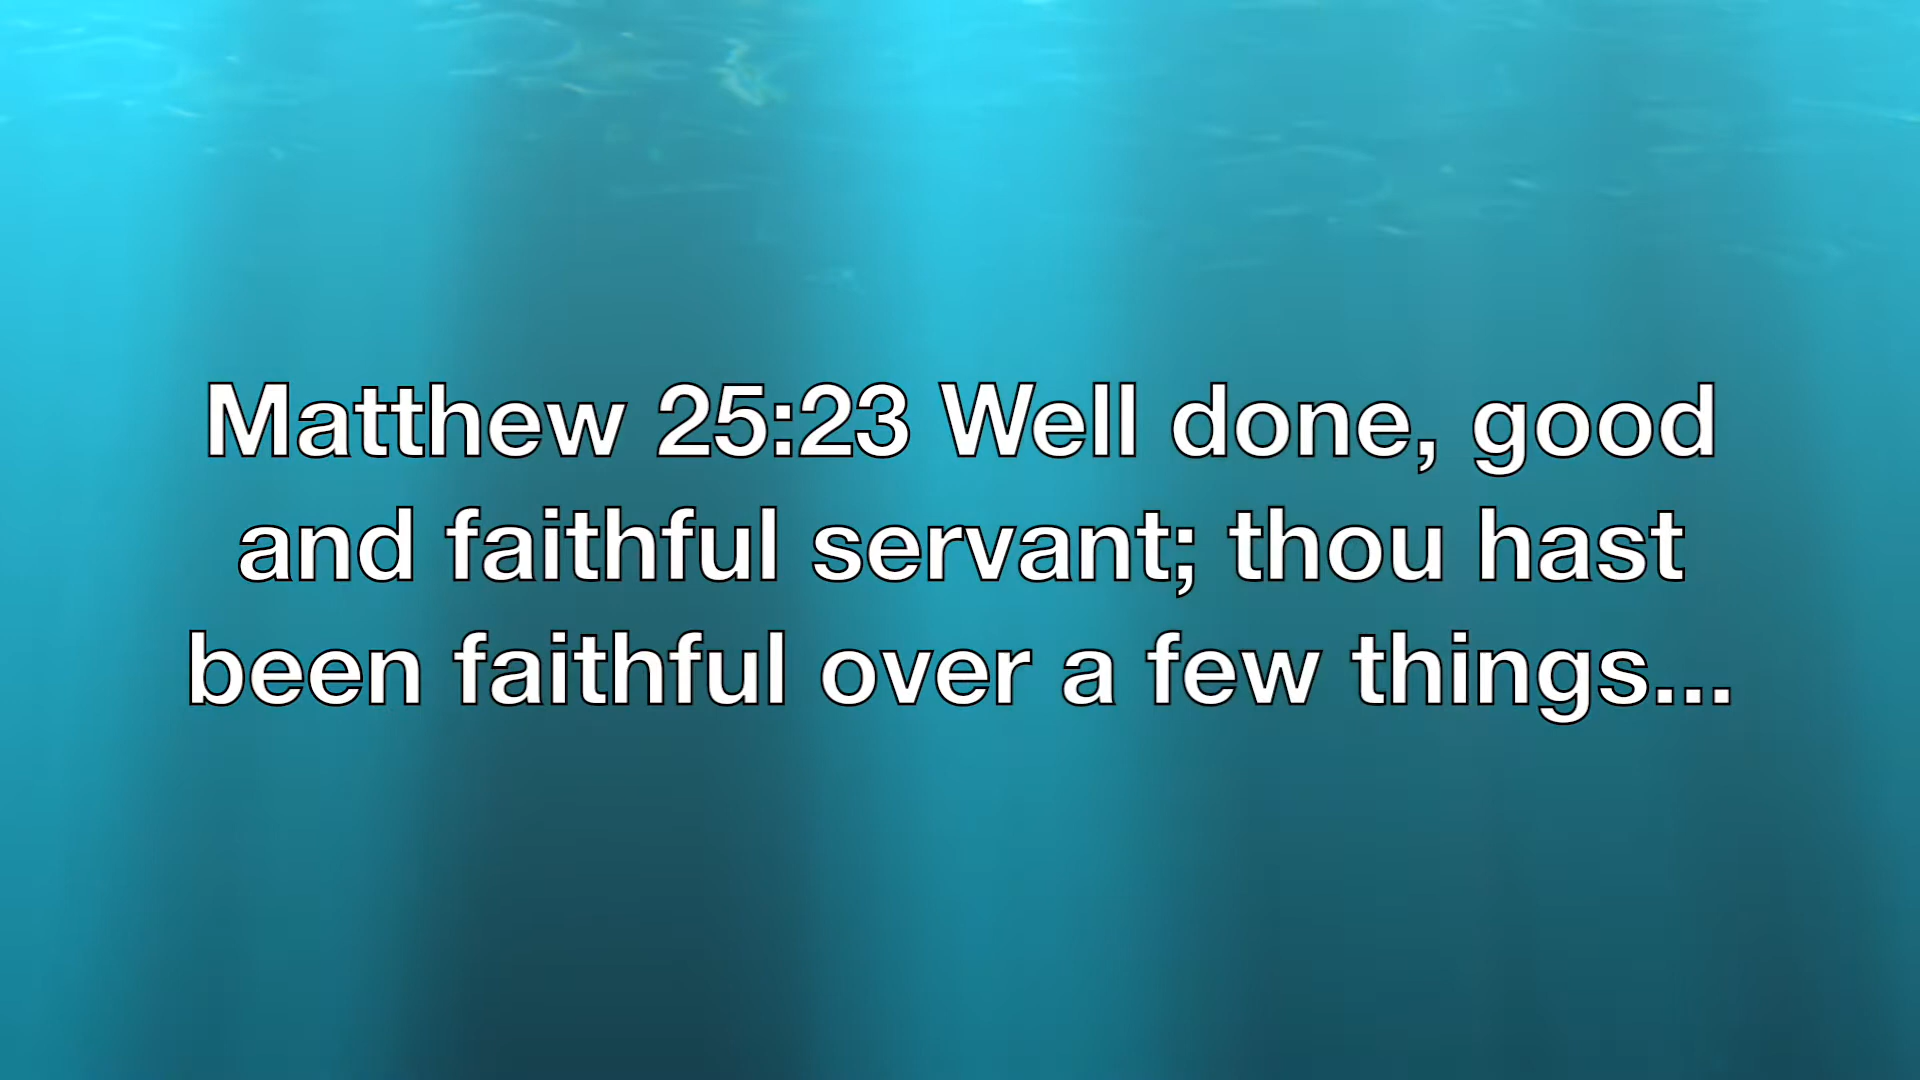 Matthew 25:23 Well done, good
and faithful servant; thou hast
been faithful over a few things...